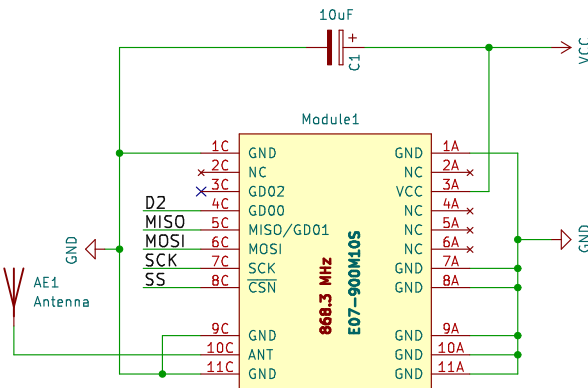 10uF
+
C1
VCC
Module1
1C GND GND 1A
2C NC NC 2A
3C GDO2 VCC 3A
D2 4C GDO0 NC 4A
MISO 5C MISO/GDO1 NC 5A
MOSI 6C MOSI NC 6A
SCK 7C SCK GND 7A
SS 8C CSN GND 8A
GND
GND
868.3 MHz
E07-900M10S
AE1
Antenna
9C GND GND 9A
10C ANT GND 10A
11C GND GND 11A